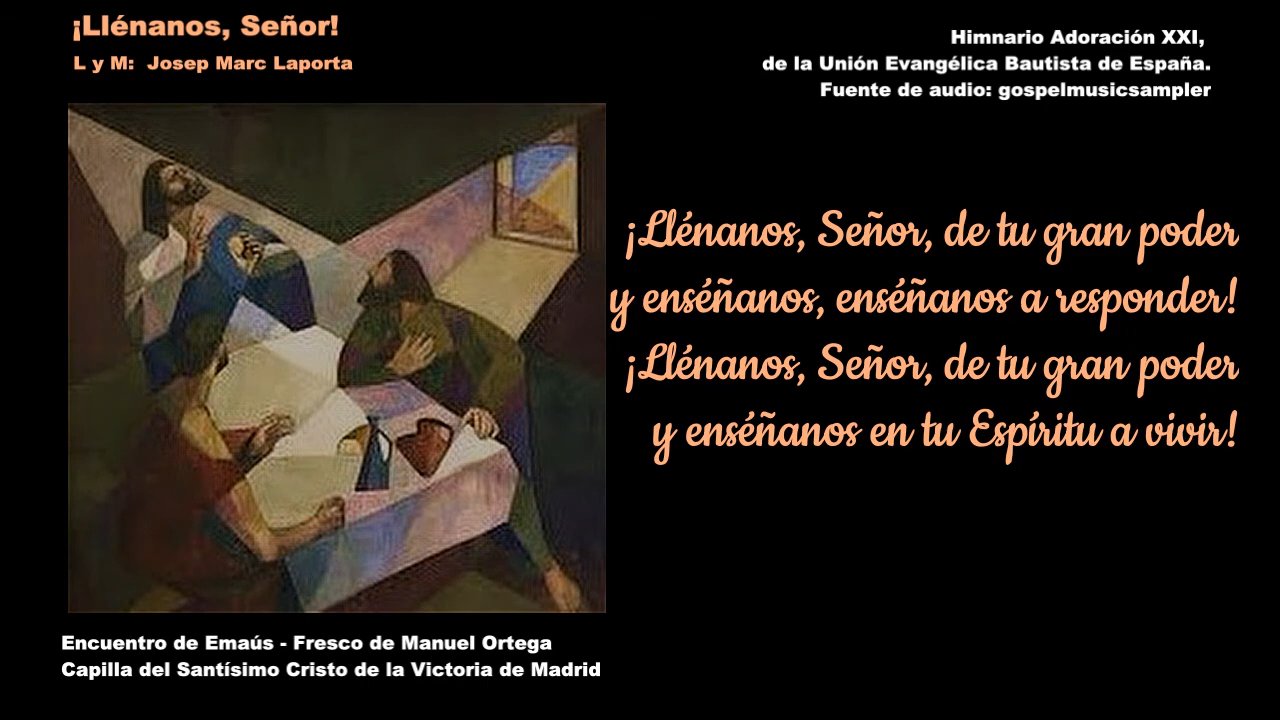 ¡Llénanos, Señor!
L y M: Josep Marc Laporta
Himnario Adoración XXI,
de la Unión Evangélica Bautista de España.
Fuente de audio: gospelmusicsampler
¡Llénanos, Señor, de tu gran poder
y enséñanos, enséñanos a responder!
¡Llénanos, Señor, de tu gran poder
y enséñanos en tu Espíritu a vivir!
Encuentro de Emaús - Fresco de Manuel Ortega
Capilla del Santísimo Cristo de la Victoria de Madrid